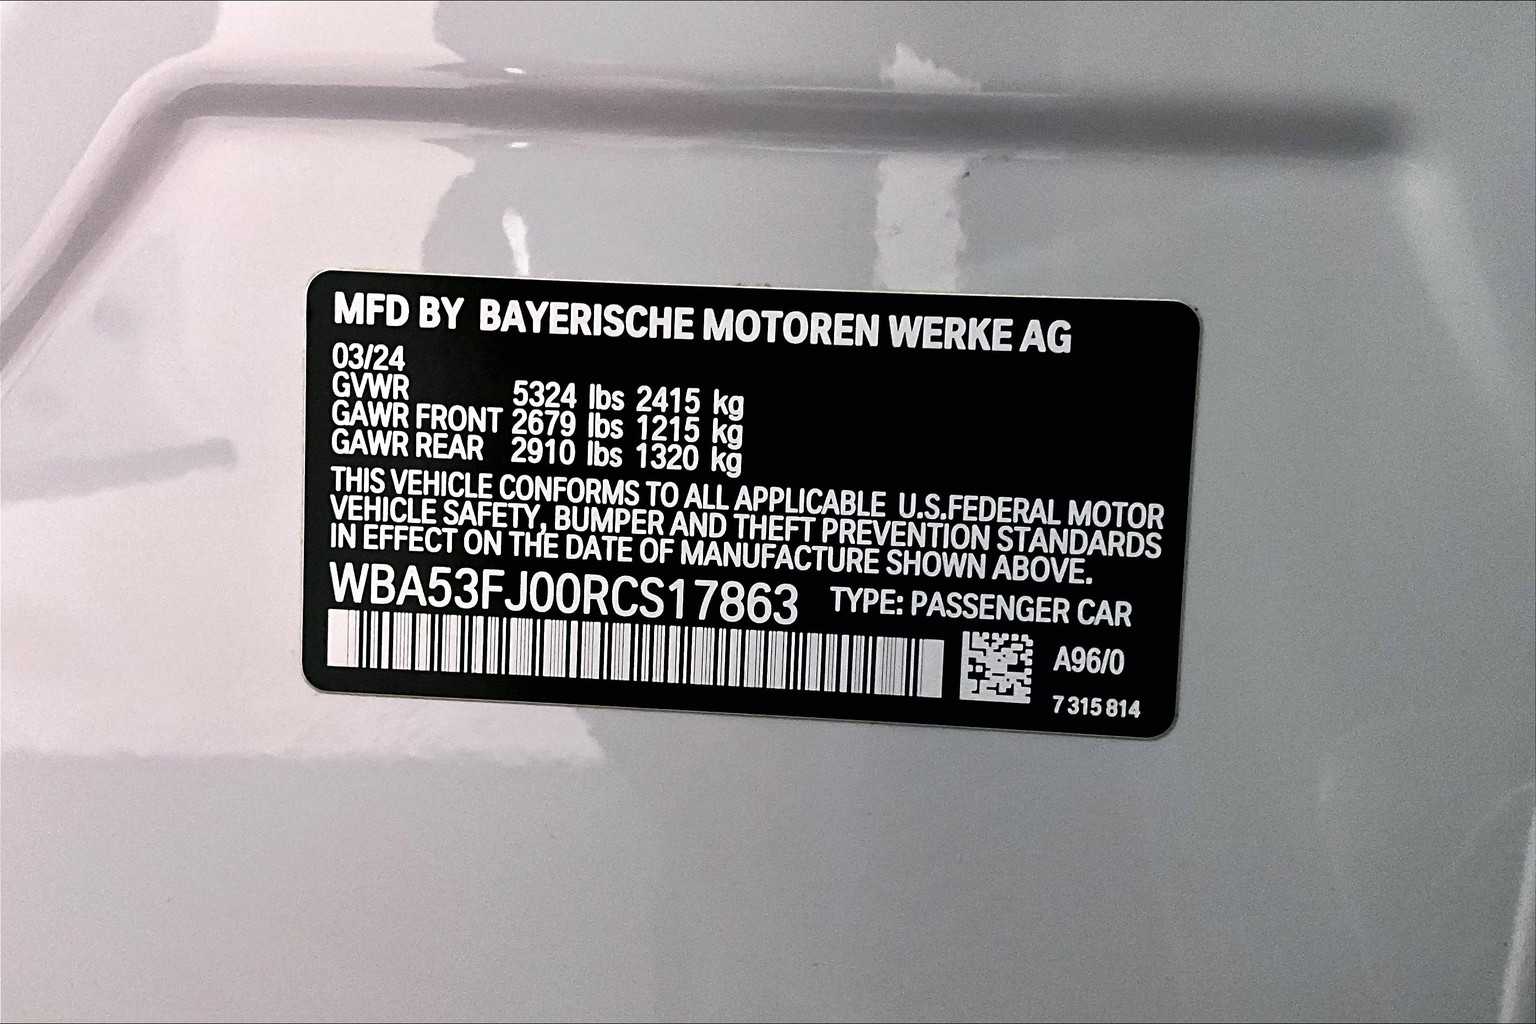 MFD BY BAYERISCHE MOTOREN WERKE AG
03/24
GVWR 5324 lbs 2415 kg
GAWR FRONT 2679 lbs 1215 kg
GAWR REAR 2910 lbs 1320 kg
THIS VEHICLE CONFORMS TO ALL APPLICABLE U.S.FEDERAL MOTOR
VEHICLE SAFETY, BUMPER AND THEFT PREVENTION STANDARDS
IN EFFECT ON THE DATE OF MANUFACTURE SHOWN ABOVE.
WBA53FJ00RCS17863 TYPE: PASSENGER CAR
A96/0
7 315 814